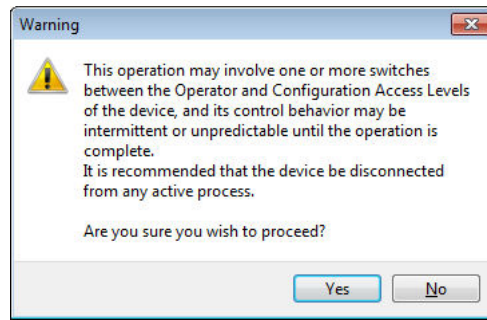 Warning
This operation may involve one or more switches
between the Operator and Configuration Access Levels
of the device, and its control behavior may be
intermittent or unpredictable until the operation is
complete.
It is recommended that the device be disconnected
from any active process.
Are you sure you wish to proceed?
Yes No